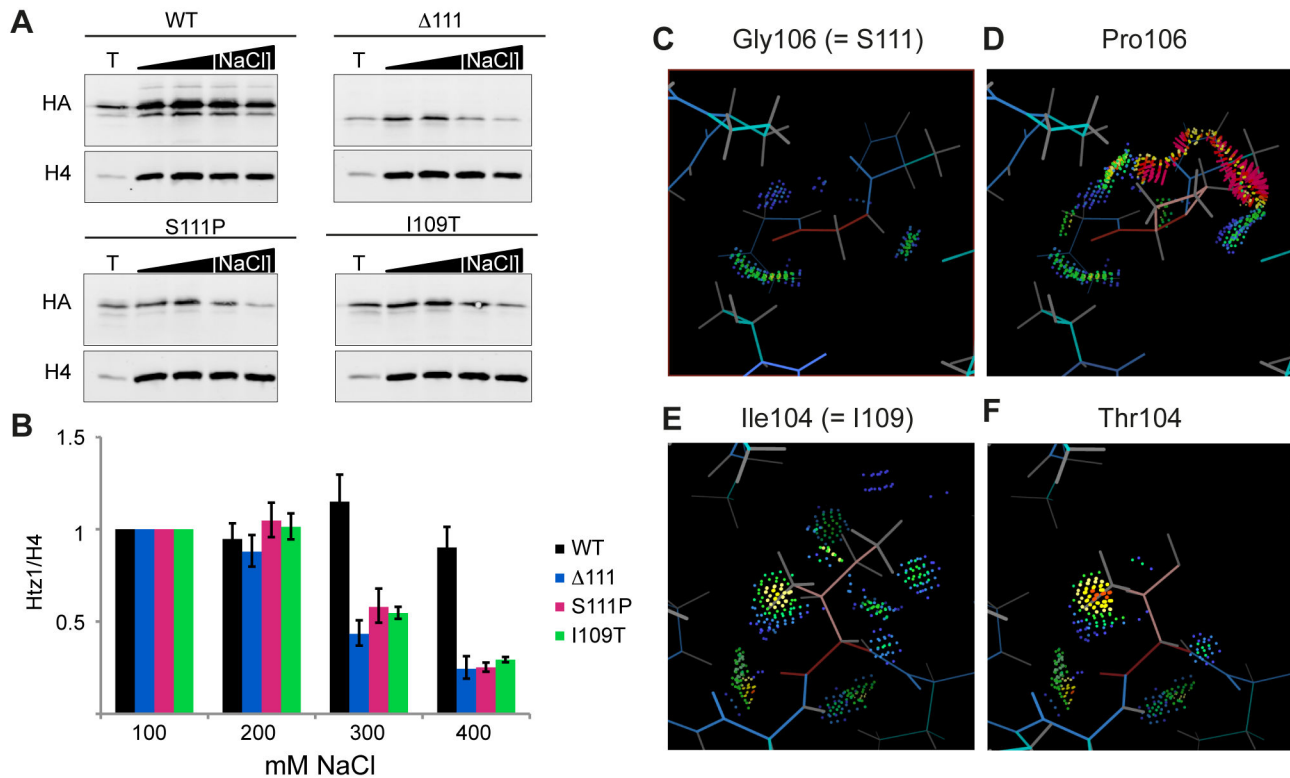 A
WT
Δ111
T [NaCl]
T [NaCl]
HA
H4
S111P
I109T
T [NaCl]
T [NaCl]
HA
H4
B
1.5
1
0.5
Htz1/H4
100 200 300 400
mM NaCl
WT
Δ111
S111P
I109T
C
Gly106 (= S111)
D
Pro106
E
Ile104 (= I109)
F
Thr104